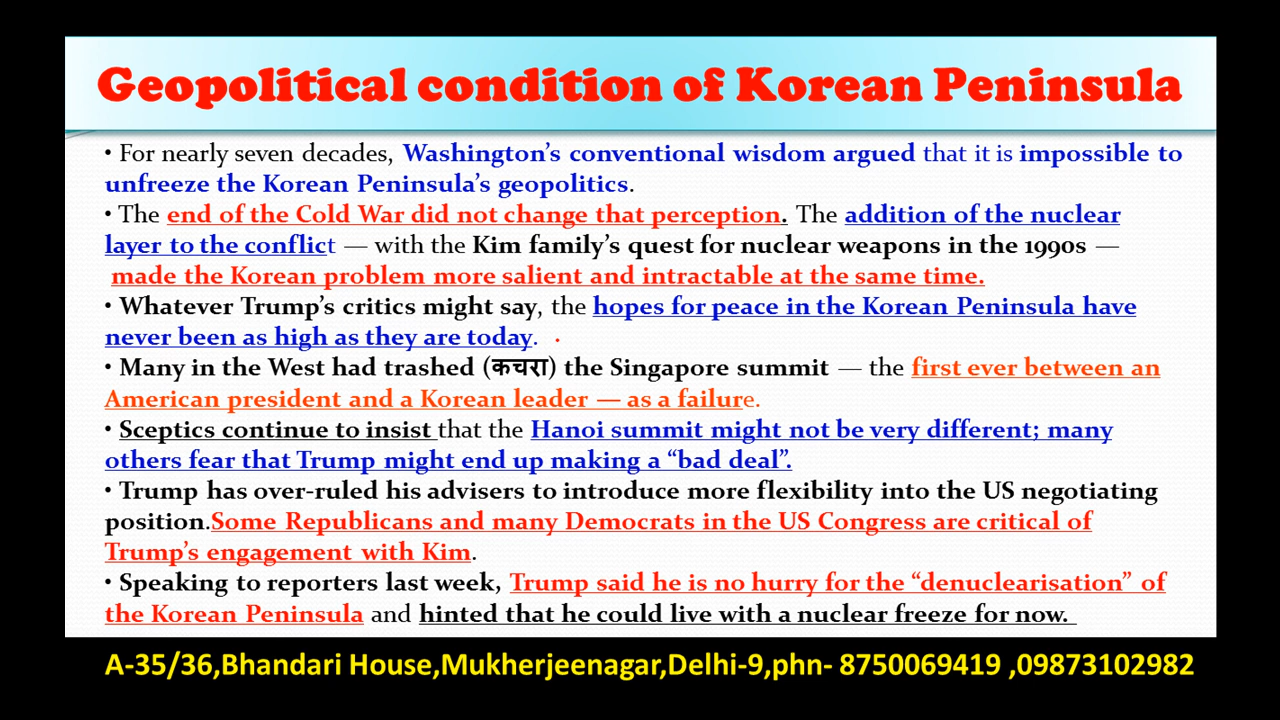 Geopolitical condition of Korean Peninsula
• For nearly seven decades, Washington's conventional wisdom argued that it is impossible to
unfreeze the Korean Peninsula's geopolitics.
• The end of the Cold War did not change that perception. The addition of the nuclear
layer to the conflict — with the Kim family's quest for nuclear weapons in the 1990s —
made the Korean problem more salient and intractable at the same time.
• Whatever Trump's critics might say, the hopes for peace in the Korean Peninsula have
never been as high as they are today.
• Many in the West had trashed (कचरा) the Singapore summit — the first ever between an
American president and a Korean leader — as a failure.
• Sceptics continue to insist that the Hanoi summit might not be very different; many
others fear that Trump might end up making a “bad deal”.
• Trump has over-ruled his advisers to introduce more flexibility into the US negotiating
position.Some Republicans and many Democrats in the US Congress are critical of
Trump's engagement with Kim.
• Speaking to reporters last week, Trump said he is no hurry for the “denuclearisation” of
the Korean Peninsula and hinted that he could live with a nuclear freeze for now.
A-35/36,Bhandari House,Mukherjeenagar,Delhi-9,phn- 8750069419 ,09873102982